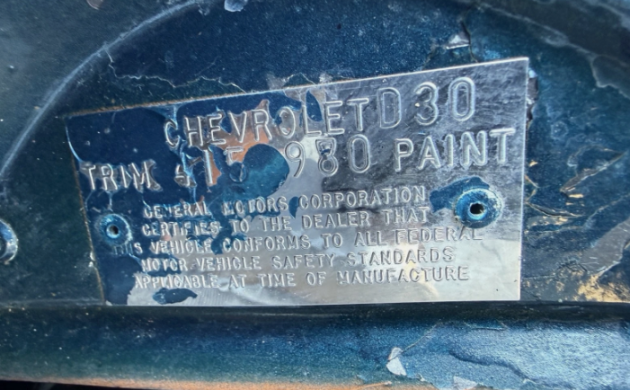 CHEVROLET D30
TRIM 980 PAINT
GENERAL MOTORS CORPORATION
CERTIFIES TO THE DEALER THAT
THIS VEHICLE CONFORMS TO ALL FEDERAL
MOTOR VEHICLE SAFETY STANDARDS
APPLICABLE AT TIME OF MANUFACTURE